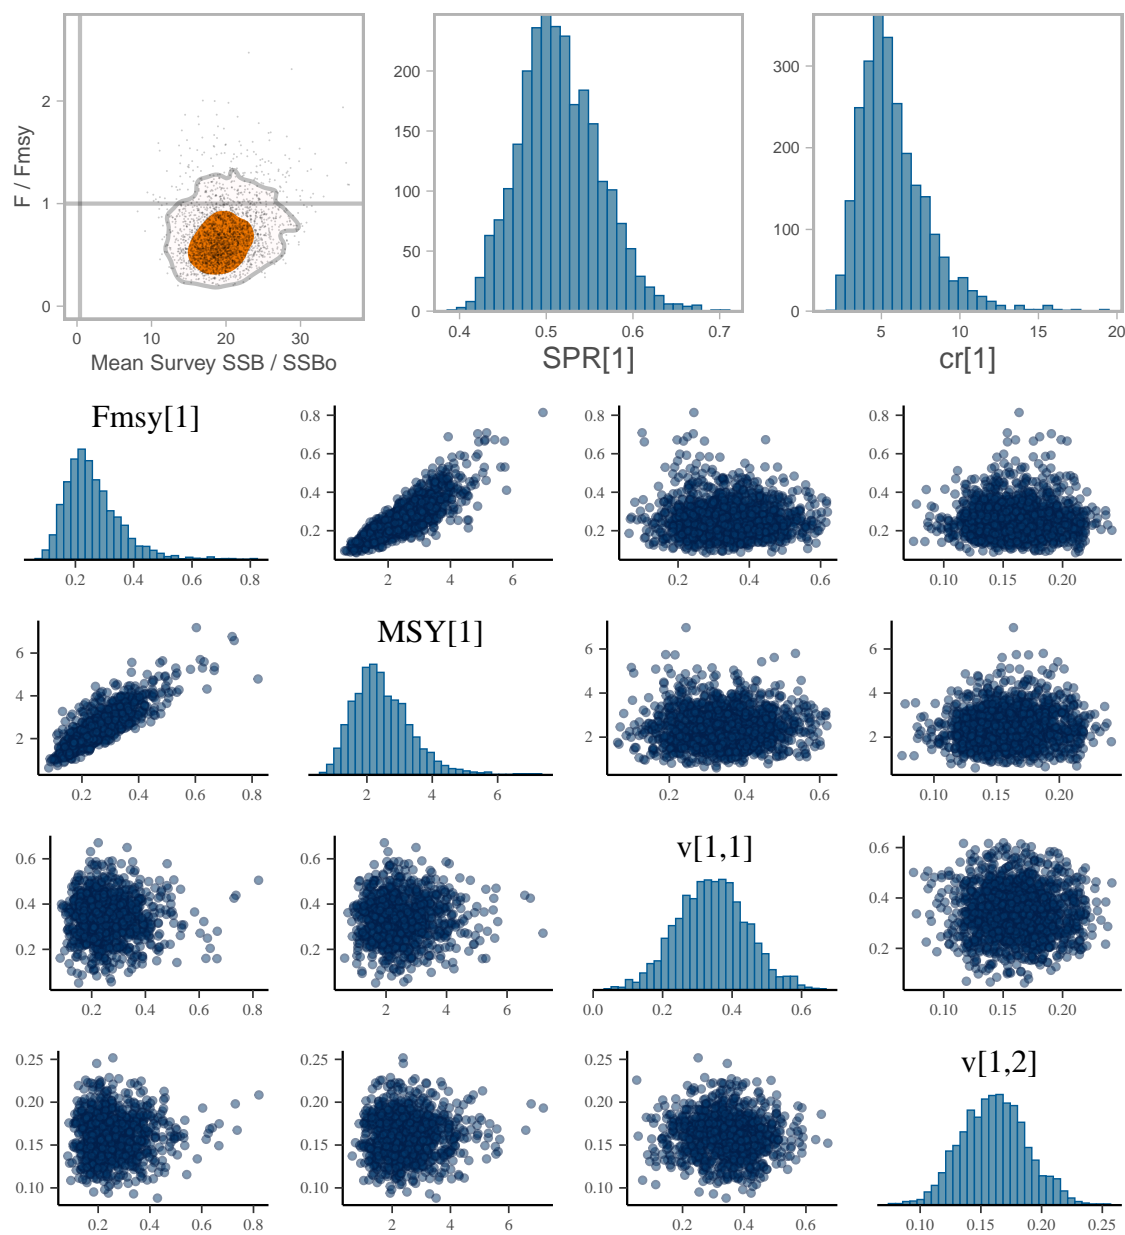 F / Fmsy
2
1
0
0 10 20 30
Mean Survey SSB / SSBo
200
150
100
50
0
0.4 0.5 0.6 0.7
SPR[1]
300
200
100
0
5 10 15 20
cr[1]
Fmsy[1]
0.2 0.4 0.6 0.8
0.8
0.6
0.4
0.2
2 4 6
0.8
0.6
0.4
0.2
0.2 0.4 0.6
0.8
0.6
0.4
0.2
0.10 0.15 0.20
6
4
2
0.2 0.4 0.6 0.8
MSY[1]
2 4 6
6
4
2
0.2 0.4 0.6
6
4
2
0.10 0.15 0.20
0.6
0.4
0.2
0.2 0.4 0.6 0.8
0.6
0.4
0.2
2 4 6
v[1,1]
0.0 0.2 0.4 0.6
0.6
0.4
0.2
0.10 0.15 0.20
0.25
0.20
0.15
0.10
0.2 0.4 0.6 0.8
0.25
0.20
0.15
0.10
2 4 6
0.25
0.20
0.15
0.10
0.2 0.4 0.6
v[1,2]
0.10 0.15 0.20 0.25